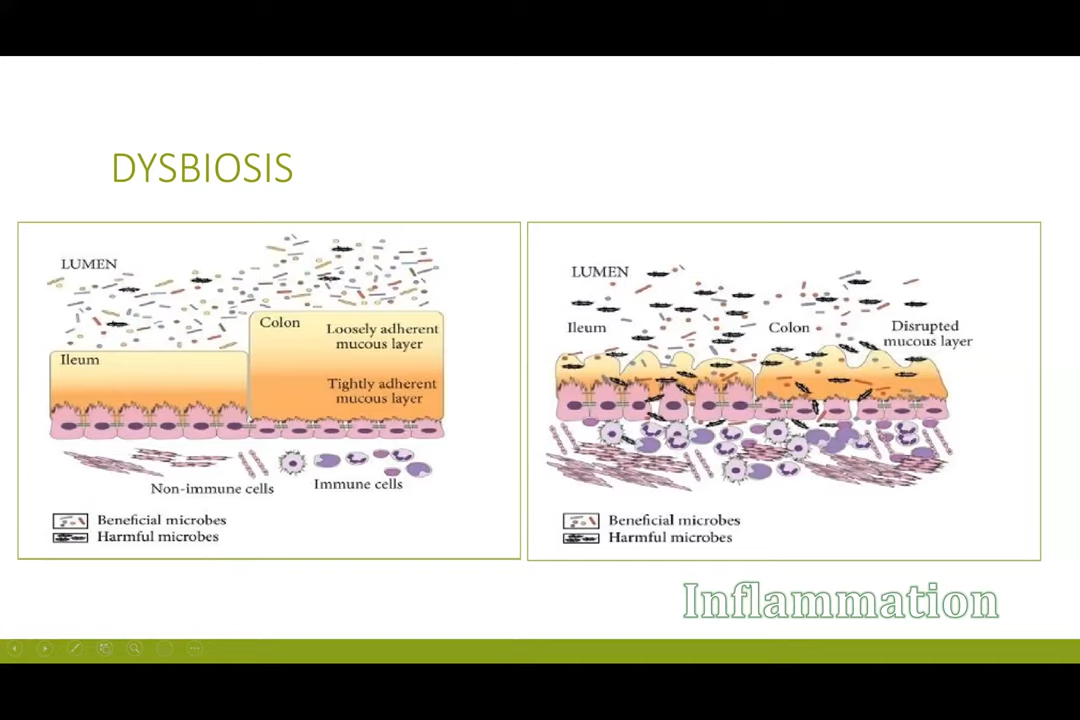 DYSBIOSIS
LUMEN
Colon
Loosely adherent
mucous layer
Ileum
Tightly adherent
mucous layer
Non-immune cells
Immune cells
Beneficial microbes
Harmful microbes
LUMEN
Ileum
Colon
Disrupted
mucous layer
Beneficial microbes
Harmful microbes
Inflammation